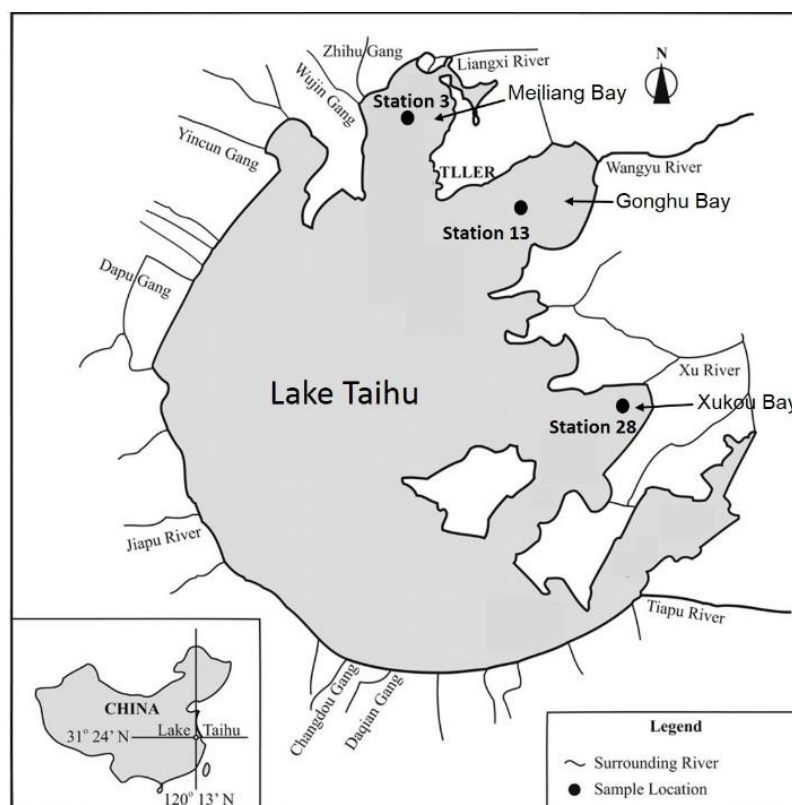 Zhihu Gang
Liangxi River
N
Wujin Gang
Station 3
Meiliang Bay
Yincun Gang
TLLER
Wangyu River
Gonghu Bay
Station 13
Dapu Gang
Lake Taihu
Xu River
Xukou Bay
Station 28
Jiapu River
Tiapu River
Changdou Gang
Daqian Gang
CHINA
31° 24' N
Lake Taihu
120° 13' N
Legend
Surrounding River
Sample Location